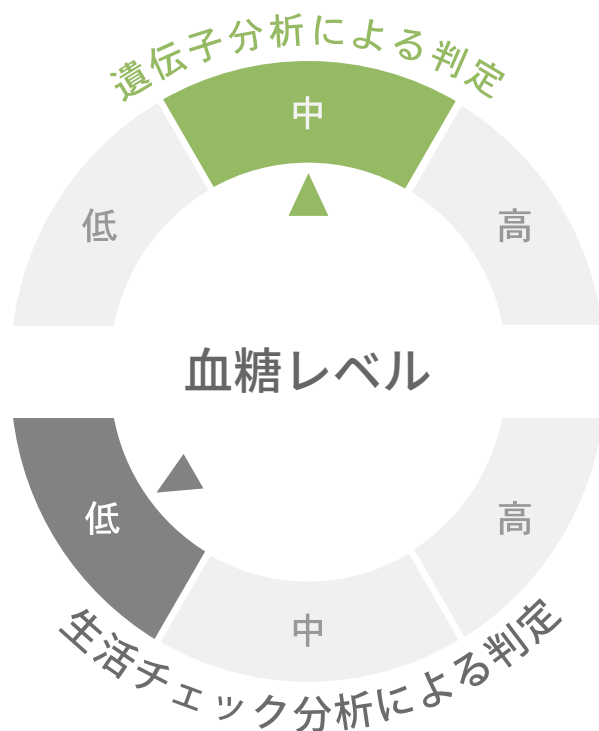 遺伝子分析による判定
中
低
高
血糖レベル
低
高
中
生活チェック分析による判定